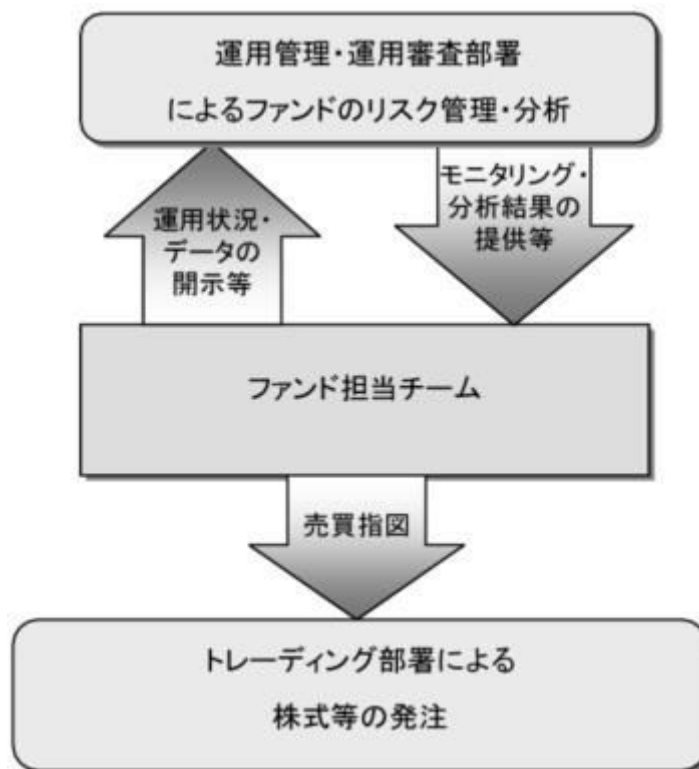 運用管理・運用審査部署
によるファンドのリスク管理・分析
運用状況・
データの
開示等
モニタリング・
分析結果の
提供等
ファンド担当チーム
売買指図
トレーディング部署による
株式等の発注